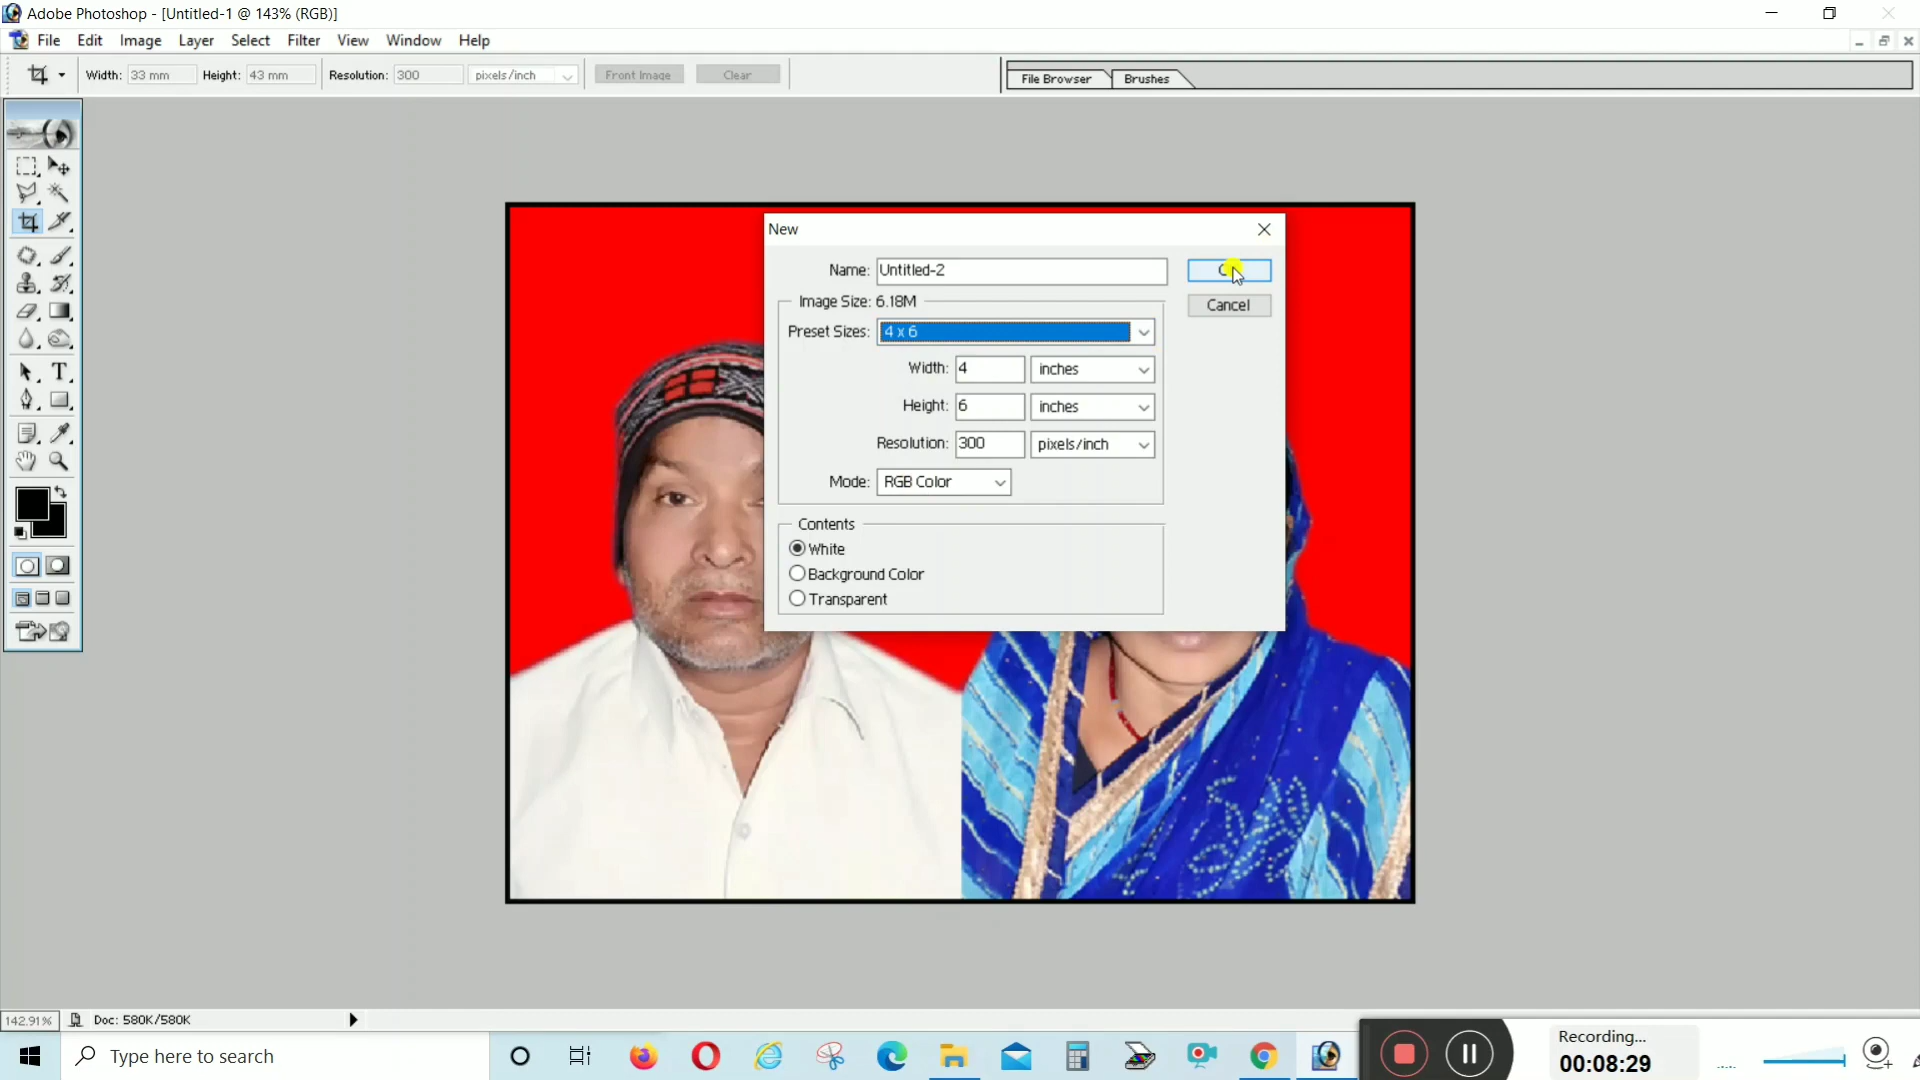 Adobe Photoshop - [Untitled-1 @ 143% (RGB)]
File Edit Image Layer Select Filter View Window Help
Width: 33 mm Height: 43 mm Resolution: 300 pixels/inch Front Image Clear File Browser Brushes
New
Name: Untitled-2
Image Size: 6.18M
Cancel
Preset Sizes: 4 x 6
Width: 4 inches
Height: 6 inches
Resolution: 300 pixels/inch
Mode: RGB Color
Contents
White
Background Color
Transparent
T
142.91% Doc: 580K/580K
Type here to search
Recording...
00:08:29